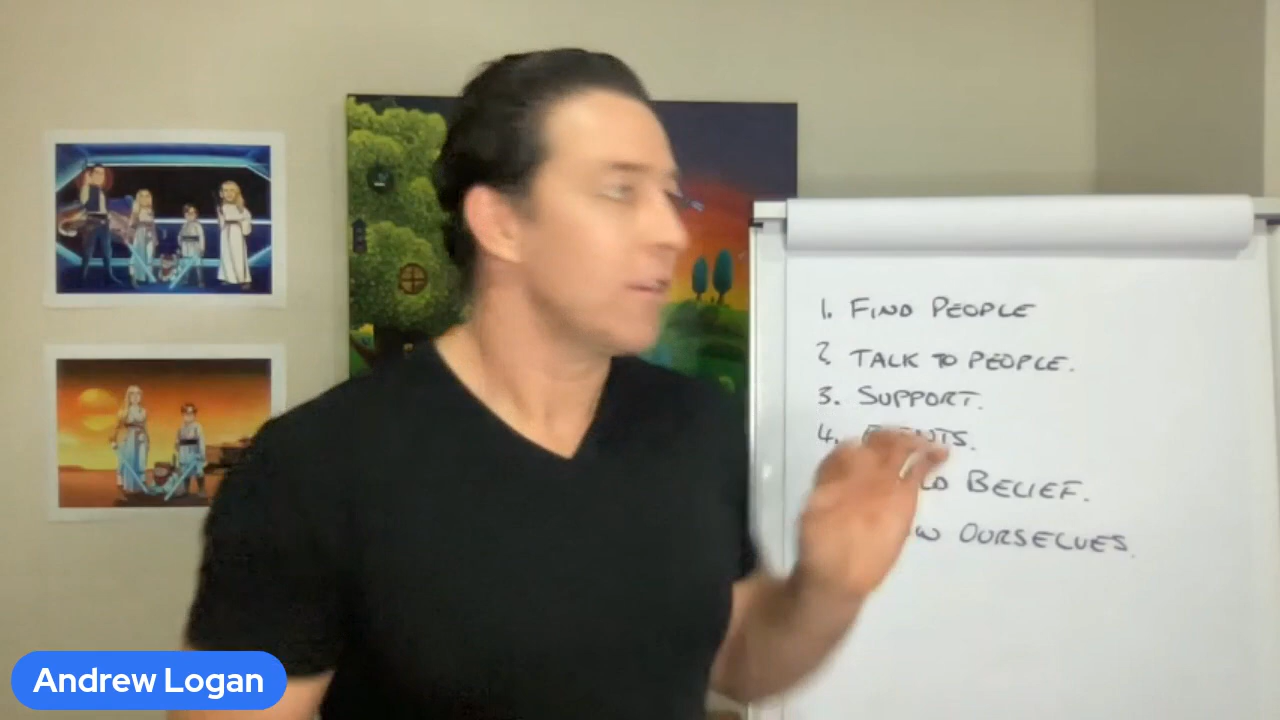 1. FIND PEOPLE
2 TALK TO PEOPLE.
3. SUPPORT.
4.
BELIEF.
OURSELVES.
Andrew Logan